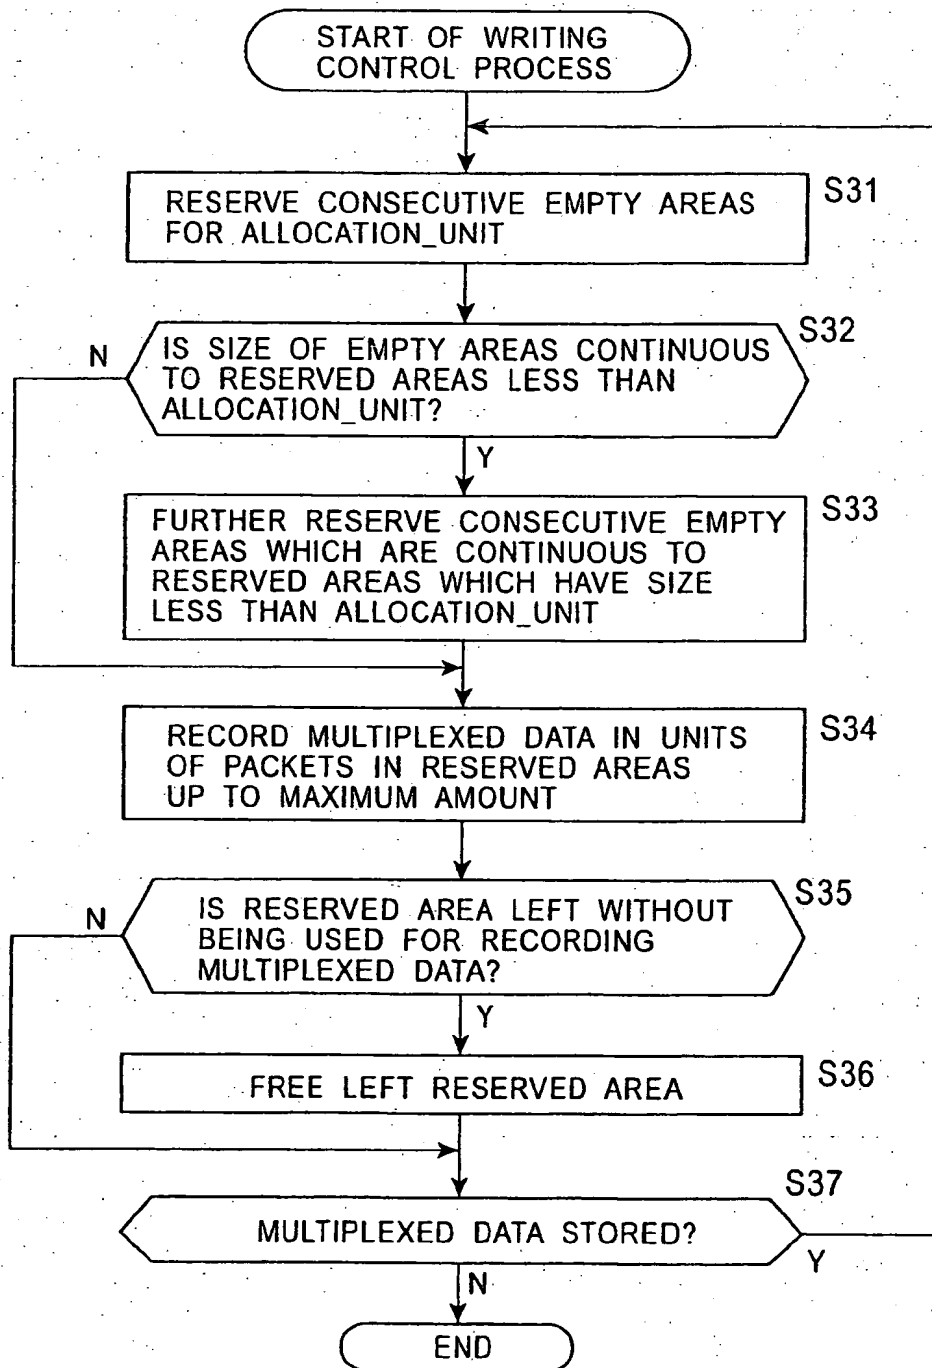 START OF WRITING
CONTROL PROCESS
RESERVE CONSECUTIVE EMPTY AREAS
FOR ALLOCATION_UNIT
S31
IS SIZE OF EMPTY AREAS CONTINUOUS
TO RESERVED AREAS LESS THAN
ALLOCATION_UNIT?
S32
N
Y
FURTHER RESERVE CONSECUTIVE EMPTY
AREAS WHICH ARE CONTINUOUS TO
RESERVED AREAS WHICH HAVE SIZE
LESS THAN ALLOCATION_UNIT
S33
RECORD MULTIPLEXED DATA IN UNITS
OF PACKETS IN RESERVED AREAS
UP TO MAXIMUM AMOUNT
S34
IS RESERVED AREA LEFT WITHOUT
BEING USED FOR RECORDING
MULTIPLEXED DATA?
S35
N
Y
FREE LEFT RESERVED AREA
S36
MULTIPLEXED DATA STORED?
S37
Y
N
END